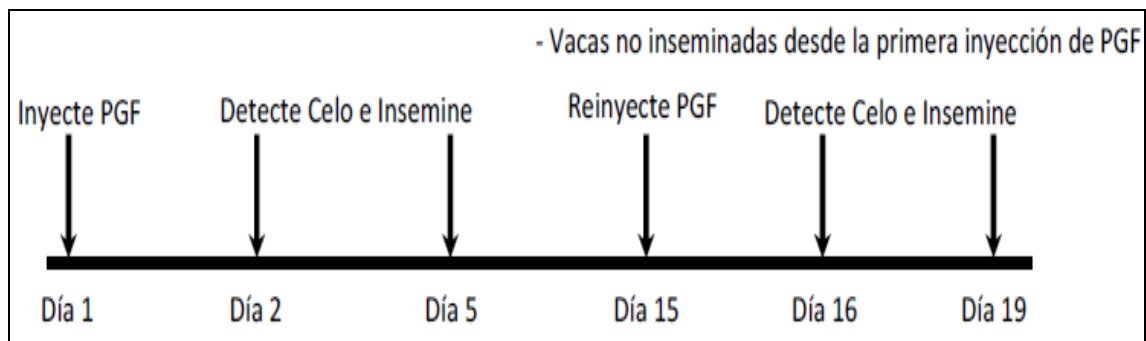 - Vacas no inseminadas desde la primera inyección de PGF
Inyecte PGF
Detecte Celo e Insemine
Reinyecte PGF
Detecte Celo e Insemine
Día 1
Día 2
Día 5
Día 15
Día 16
Día 19